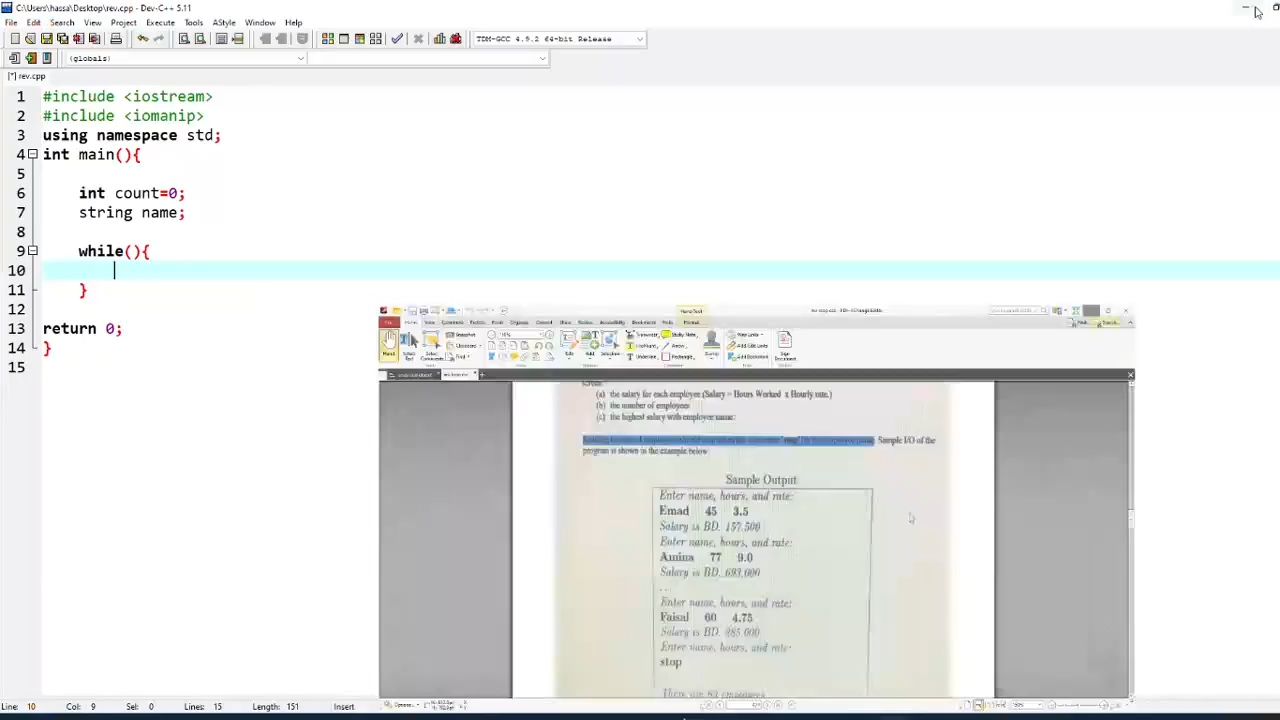 C:\Users\hassa\Desktop\rev.cpp - Dev-C++ 5.11
File Edit Search View Project Execute Tools AStyle Window Help
TDM-GCC 4.9.2 64-bit Release
(globals)
[*] rev.cpp
1 #include <iostream>
2 #include <iomanip>
3 using namespace std;
4 int main(){
5
6 int count=0;
7 string name;
8
9 while(){
10
11 }
12
13 return 0;
14 }
15
(a) the salary for each employee (Salary = Hours Worked x Hourly rate.)
(b) the number of employees
(c) the highest salary with employee name.
Sample I/O of the
program is shown in the example below
Sample Output
Enter name, hours, and rate:
Emad 45 3.5
Salary is BD. 157.500
Enter name, hours, and rate:
Amina 77 9.0
Salary is BD. 693.000
...
Enter name, hours, and rate:
Faisal 60 4.75
Salary is BD. 285.000
Enter name, hours, and rate:
stop
There are 83 employees
Line: 10 Col: 9 Sel: 0 Lines: 15 Length: 151 Insert